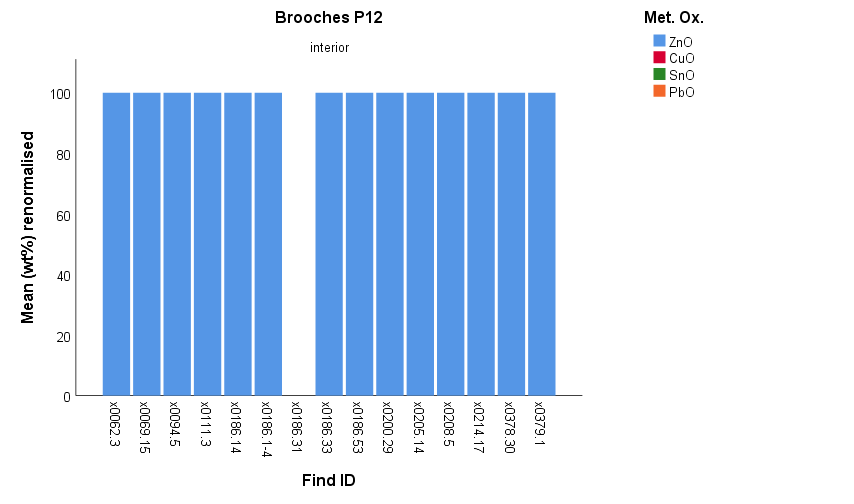 Brooches P12
interior
Met. Ox.
ZnO
CuO
SnO
PbO
Mean (wt%) renormalised
100
80
60
40
20
0
x0062.3
x0069.15
x0094.5
x0111.3
x0186.14
x0186.1-4
x0186.31
x0186.33
x0186.53
x0200.29
x0205.14
x0208.5
x0214.17
x0378.30
x0379.1
Find ID